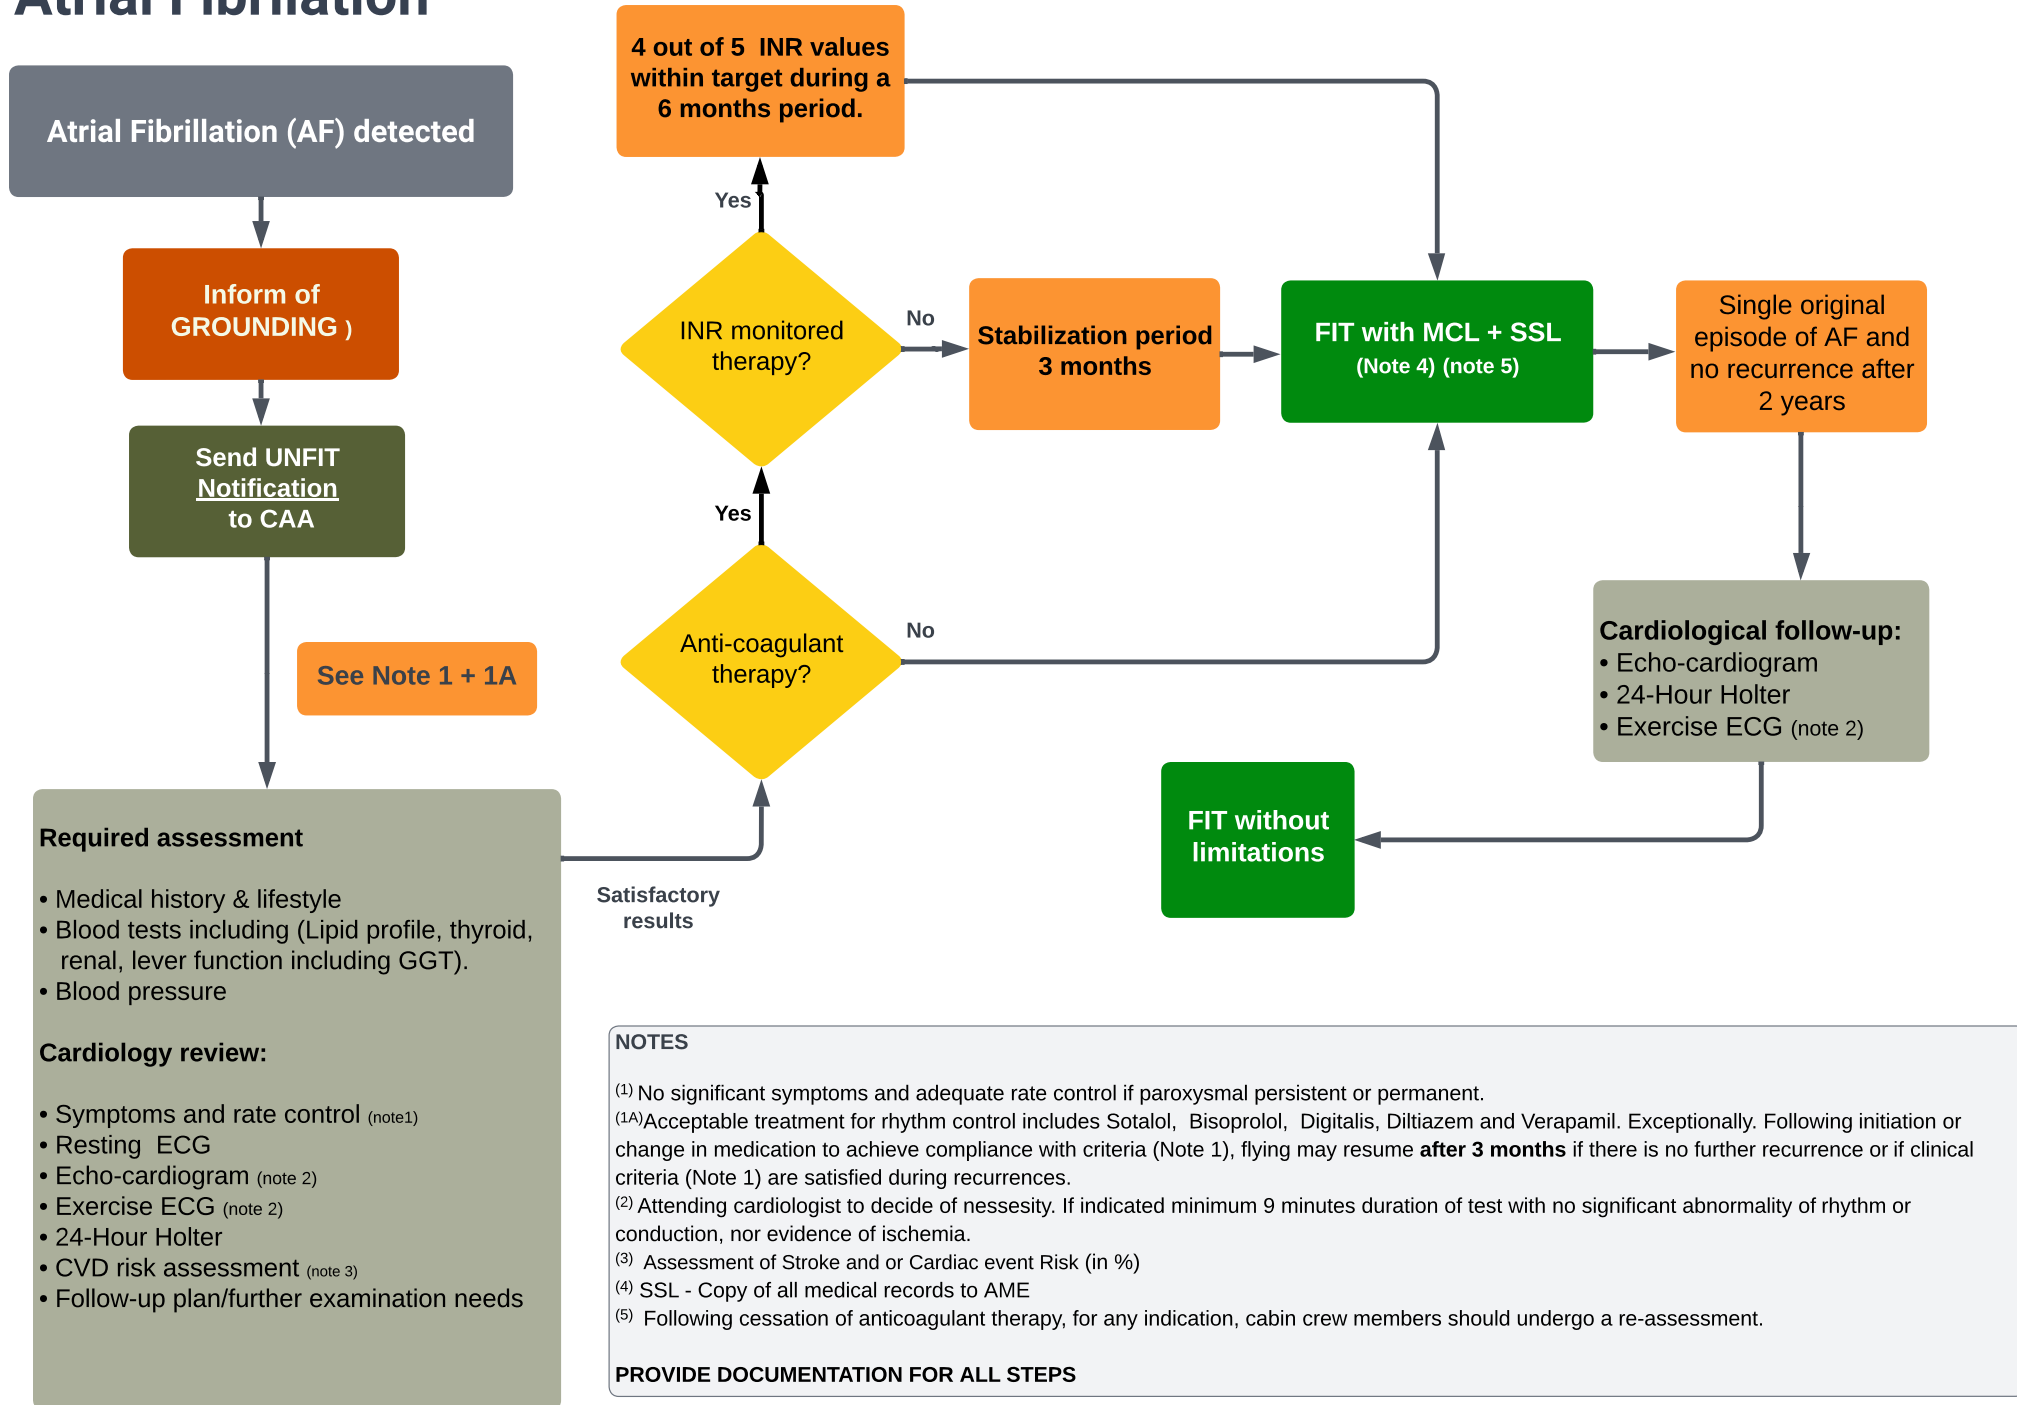 Atrial Fibrillation
Atrial Fibrillation (AF) detected
Inform of
GROUNDING )
Send UNFIT
Notification
to CAA
See Note 1 + 1A
Required assessment
• Medical history & lifestyle
• Blood tests including (Lipid profile, thyroid,
renal, lever function including GGT).
• Blood pressure
Cardiology review:
• Symptoms and rate control (note1)
• Resting ECG
• Echo-cardiogram (note 2)
• Exercise ECG (note 2)
• 24-Hour Holter
• CVD risk assessment (note 3)
• Follow-up plan/further examination needs
Satisfactory
results
Anti-coagulant
therapy?
Yes
No
INR monitored
therapy?
Yes
No
4 out of 5 INR values
within target during a
6 months period.
Stabilization period
3 months
FIT with MCL + SSL
(Note 4) (note 5)
Single original
episode of AF and
no recurrence after
2 years
Cardiological follow-up:
• Echo-cardiogram
• 24-Hour Holter
• Exercise ECG (note 2)
FIT without
limitations
NOTES
(1) No significant symptoms and adequate rate control if paroxysmal persistent or permanent.
(1A)Acceptable treatment for rhythm control includes Sotalol, Bisoprolol, Digitalis, Diltiazem and Verapamil. Exceptionally. Following initiation or
change in medication to achieve compliance with criteria (Note 1), flying may resume after 3 months if there is no further recurrence or if clinical
criteria (Note 1) are satisfied during recurrences.
(2) Attending cardiologist to decide of nessesity. If indicated minimum 9 minutes duration of test with no significant abnormality of rhythm or
conduction, nor evidence of ischemia.
(3) Assessment of Stroke and or Cardiac event Risk (in %)
(4) SSL - Copy of all medical records to AME
(5) Following cessation of anticoagulant therapy, for any indication, cabin crew members should undergo a re-assessment.
PROVIDE DOCUMENTATION FOR ALL STEPS